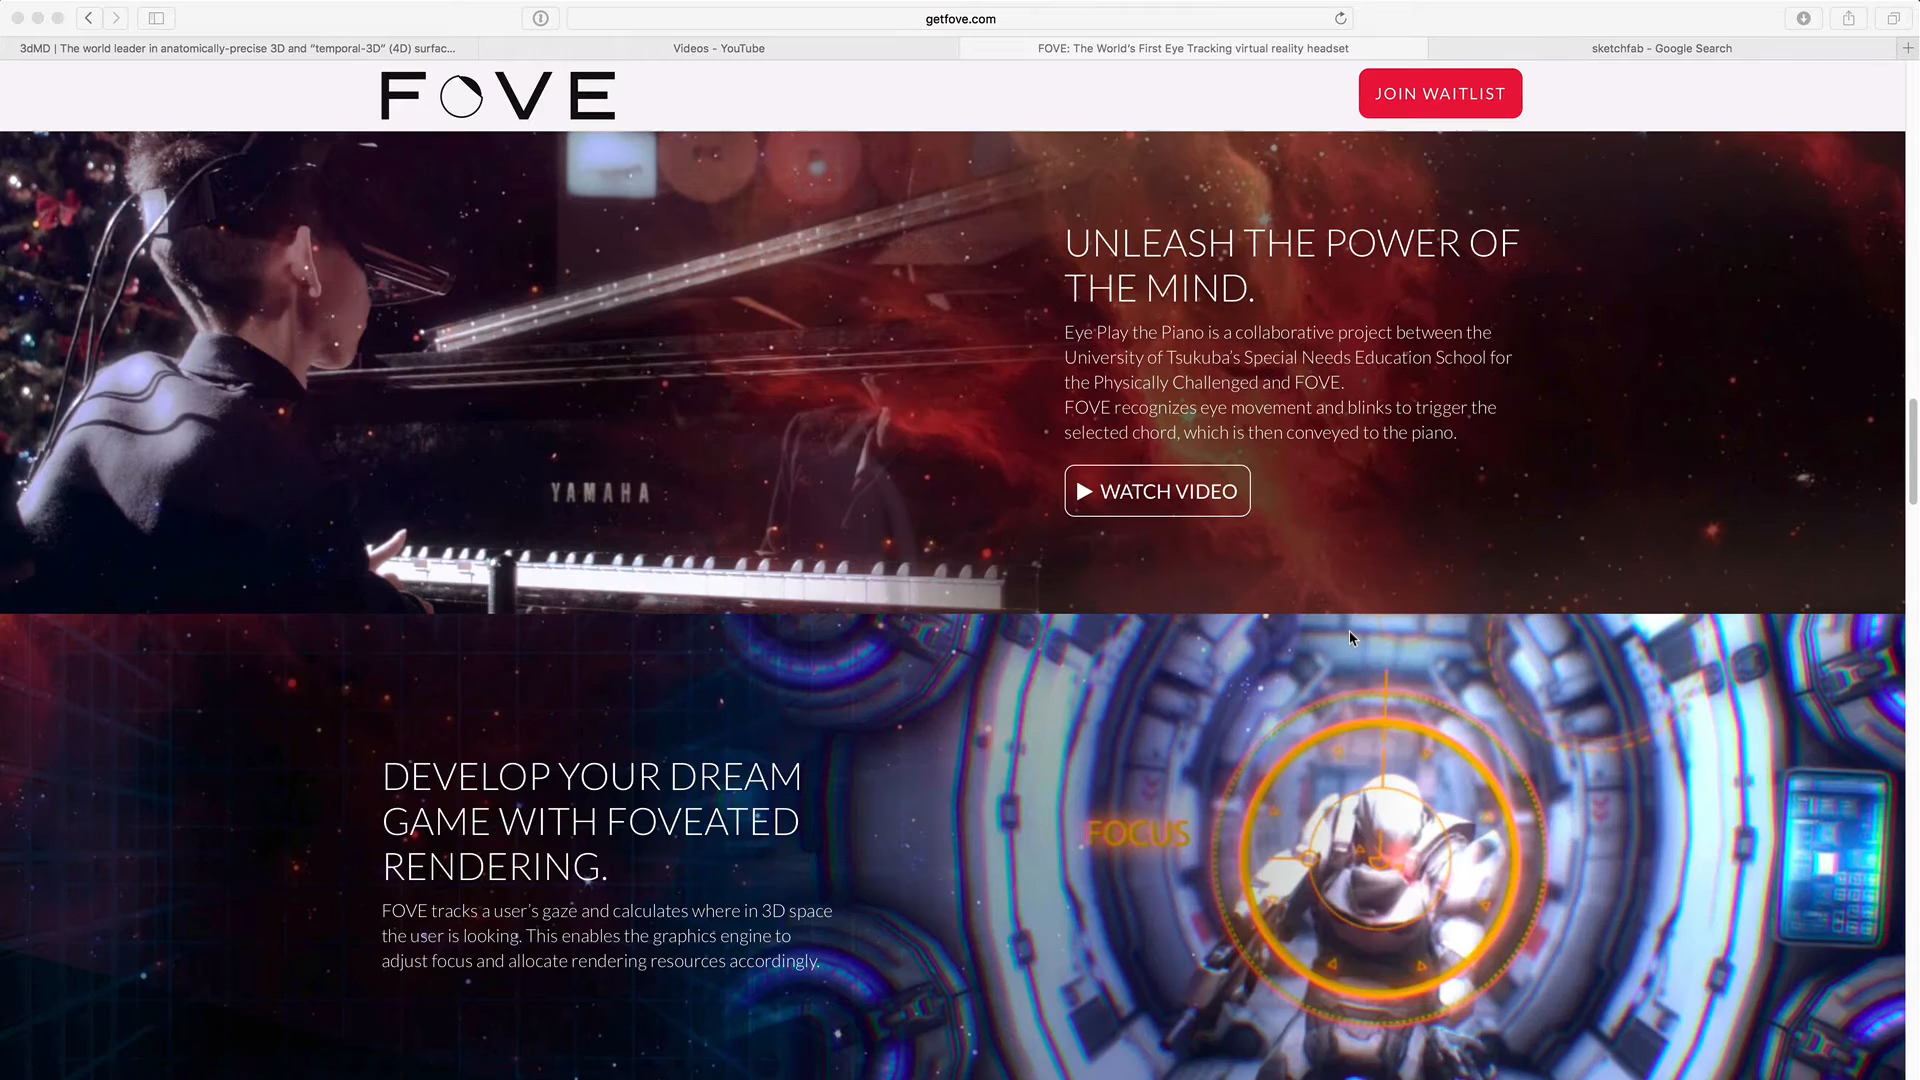 getfove.com
3dMD | The world leader in anatomically-precise 3D and “temporal-3D” (4D) surfac...
Videos - YouTube
FOVE: The World's First Eye Tracking virtual reality headset
sketchfab - Google Search
FOVE
JOIN WAITLIST
UNLEASH THE POWER OF
THE MIND.
Eye Play the Piano is a collaborative project between the
University of Tsukuba's Special Needs Education School for
the Physically Challenged and FOVE.
FOVE recognizes eye movement and blinks to trigger the
selected chord, which is then conveyed to the piano.
WATCH VIDEO
YAMAHA
DEVELOP YOUR DREAM
GAME WITH FOVEATED
RENDERING.
FOVE tracks a user's gaze and calculates where in 3D space
the user is looking. This enables the graphics engine to
adjust focus and allocate rendering resources accordingly.
FOCUS